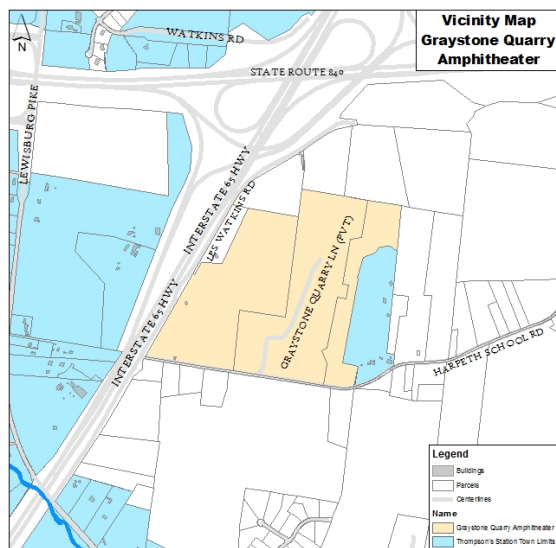 Vicinity Map
Graystone Quarry
Amphitheater
N
WATKINS RD
STATE ROUTE 840
LEWISBURG PIKE
INTERSTATE 65 HWY
LES WATKINS RD
INTERSTATE 65 HWY
GRAYSTONE QUARRY LN (PVT)
HARPETH SCHOOL RD
Legend
Buildings
Parcels
Centerlines
Name
Graystone Quarry Amphitheater
Thompson's Station Town Limits